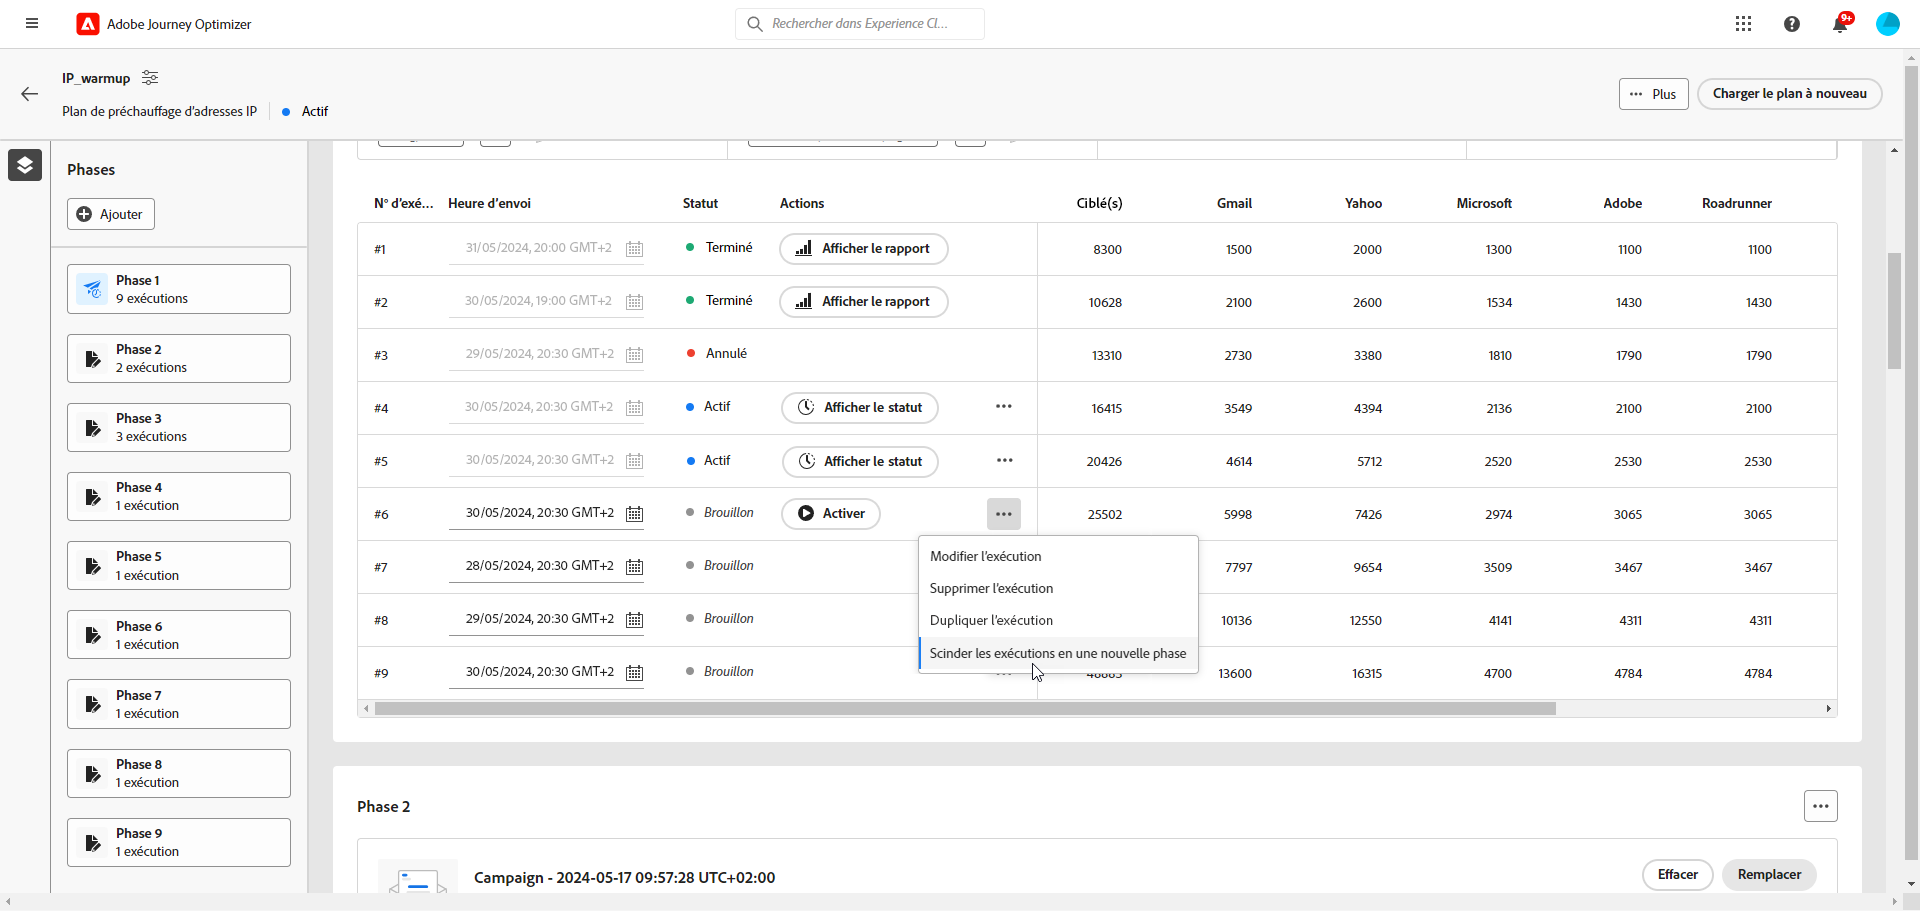 Adobe Journey Optimizer
Rechercher dans Experience Cl...
9+
IP_warmup
Plan de préchauffage d'adresses IP
Actif
Plus
Charger le plan à nouveau
Phases
Ajouter
Phase 1
9 exécutions
Phase 2
2 exécutions
Phase 3
3 exécutions
Phase 4
1 exécution
Phase 5
1 exécution
Phase 6
1 exécution
Phase 7
1 exécution
Phase 8
1 exécution
Phase 9
1 exécution
N° d'exé... Heure d'envoi Statut Actions Ciblé(s) Gmail Yahoo Microsoft Adobe Roadrunner
#1 31/05/2024, 20:00 GMT+2 Terminé Afficher le rapport 8300 1500 2000 1300 1100 1100
#2 30/05/2024, 19:00 GMT+2 Terminé Afficher le rapport 10628 2100 2600 1534 1430 1430
#3 29/05/2024, 20:30 GMT+2 Annulé 13310 2730 3380 1810 1790 1790
#4 30/05/2024, 20:30 GMT+2 Actif Afficher le statut 16415 3549 4394 2136 2100 2100
#5 30/05/2024, 20:30 GMT+2 Actif Afficher le statut 20426 4614 5712 2520 2530 2530
#6 30/05/2024, 20:30 GMT+2 Brouillon Activer 25502 5998 7426 2974 3065 3065
#7 28/05/2024, 20:30 GMT+2 Brouillon 7797 9654 3509 3467 3467
#8 29/05/2024, 20:30 GMT+2 Brouillon 10136 12550 4141 4311 4311
#9 30/05/2024, 20:30 GMT+2 Brouillon 13600 16315 4700 4784 4784
Modifier l'exécution
Supprimer l'exécution
Dupliquer l'exécution
Scinder les exécutions en une nouvelle phase
Phase 2
Campaign - 2024-05-17 09:57:28 UTC+02:00
Effacer
Remplacer